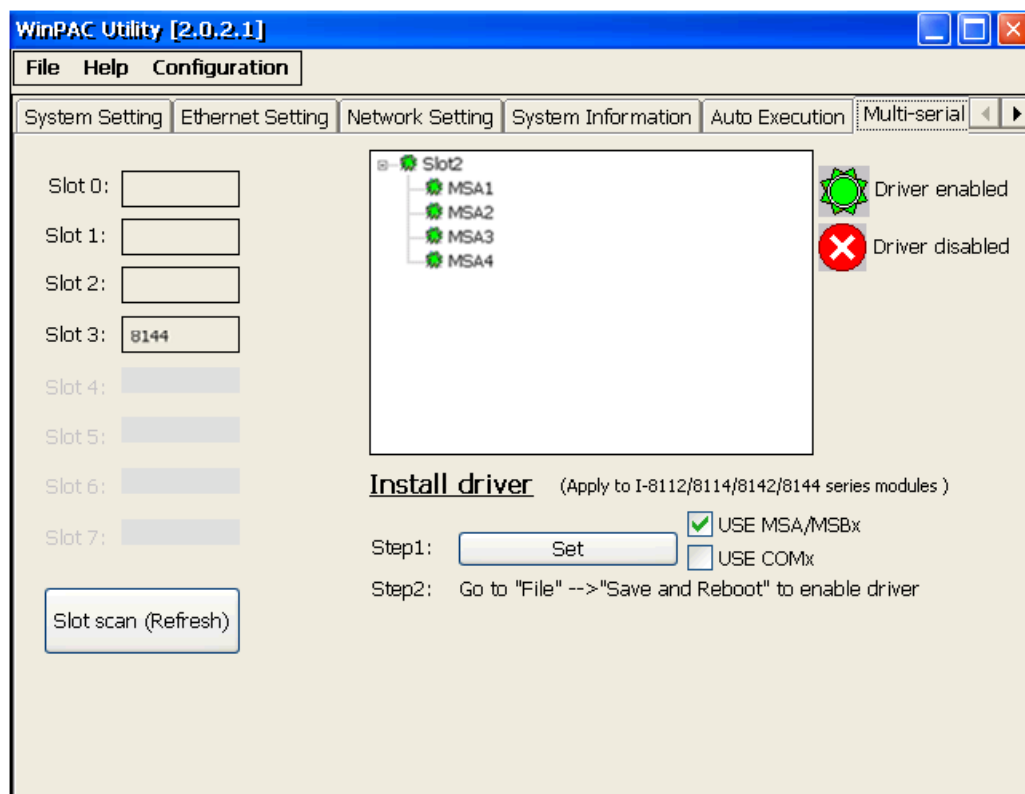 WinPAC Utility [2.0.2.1]
File Help Configuration
System Setting Ethernet Setting Network Setting System Information Auto Execution Multi-serial
Slot 0:
Slot 1:
Slot 2:
Slot 3: 8144
Slot 4:
Slot 5:
Slot 6:
Slot 7:
Slot scan (Refresh)
Slot2
MSA1
MSA2
MSA3
MSA4
Driver enabled
Driver disabled
Install driver (Apply to I-8112/8114/8142/8144 series modules )
Step1: Set
USE MSA/MSBx
USE COMx
Step2: Go to "File" -->"Save and Reboot" to enable driver